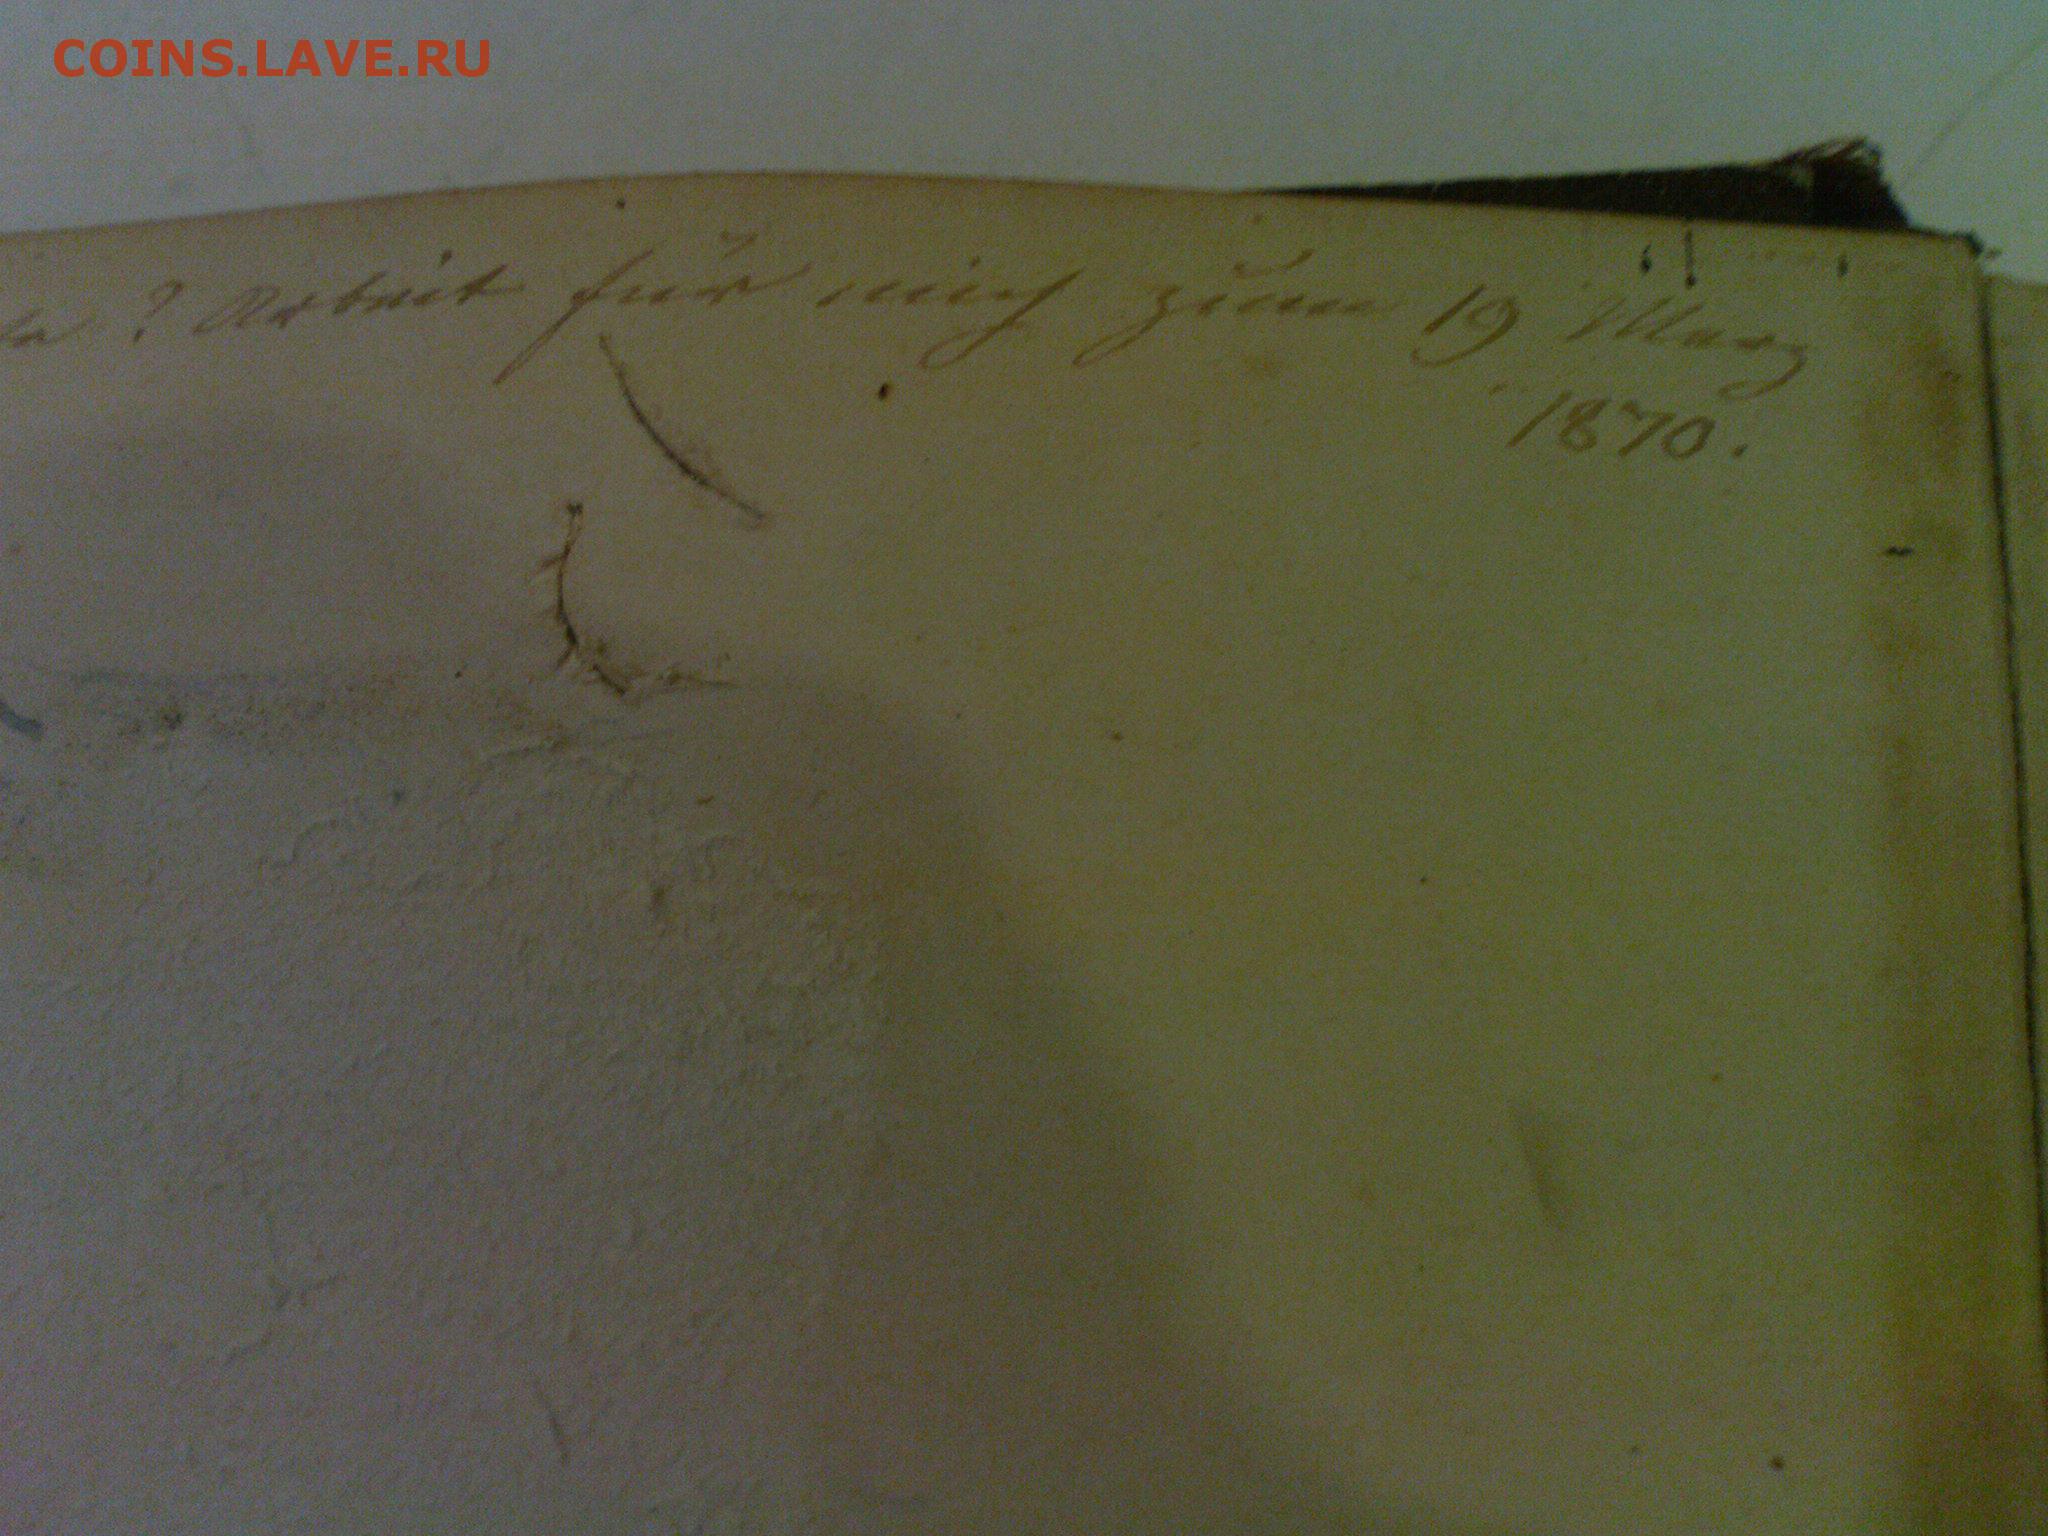 COINS.LAVE.RU
? Arbeit für mich zum 19 März
1870.